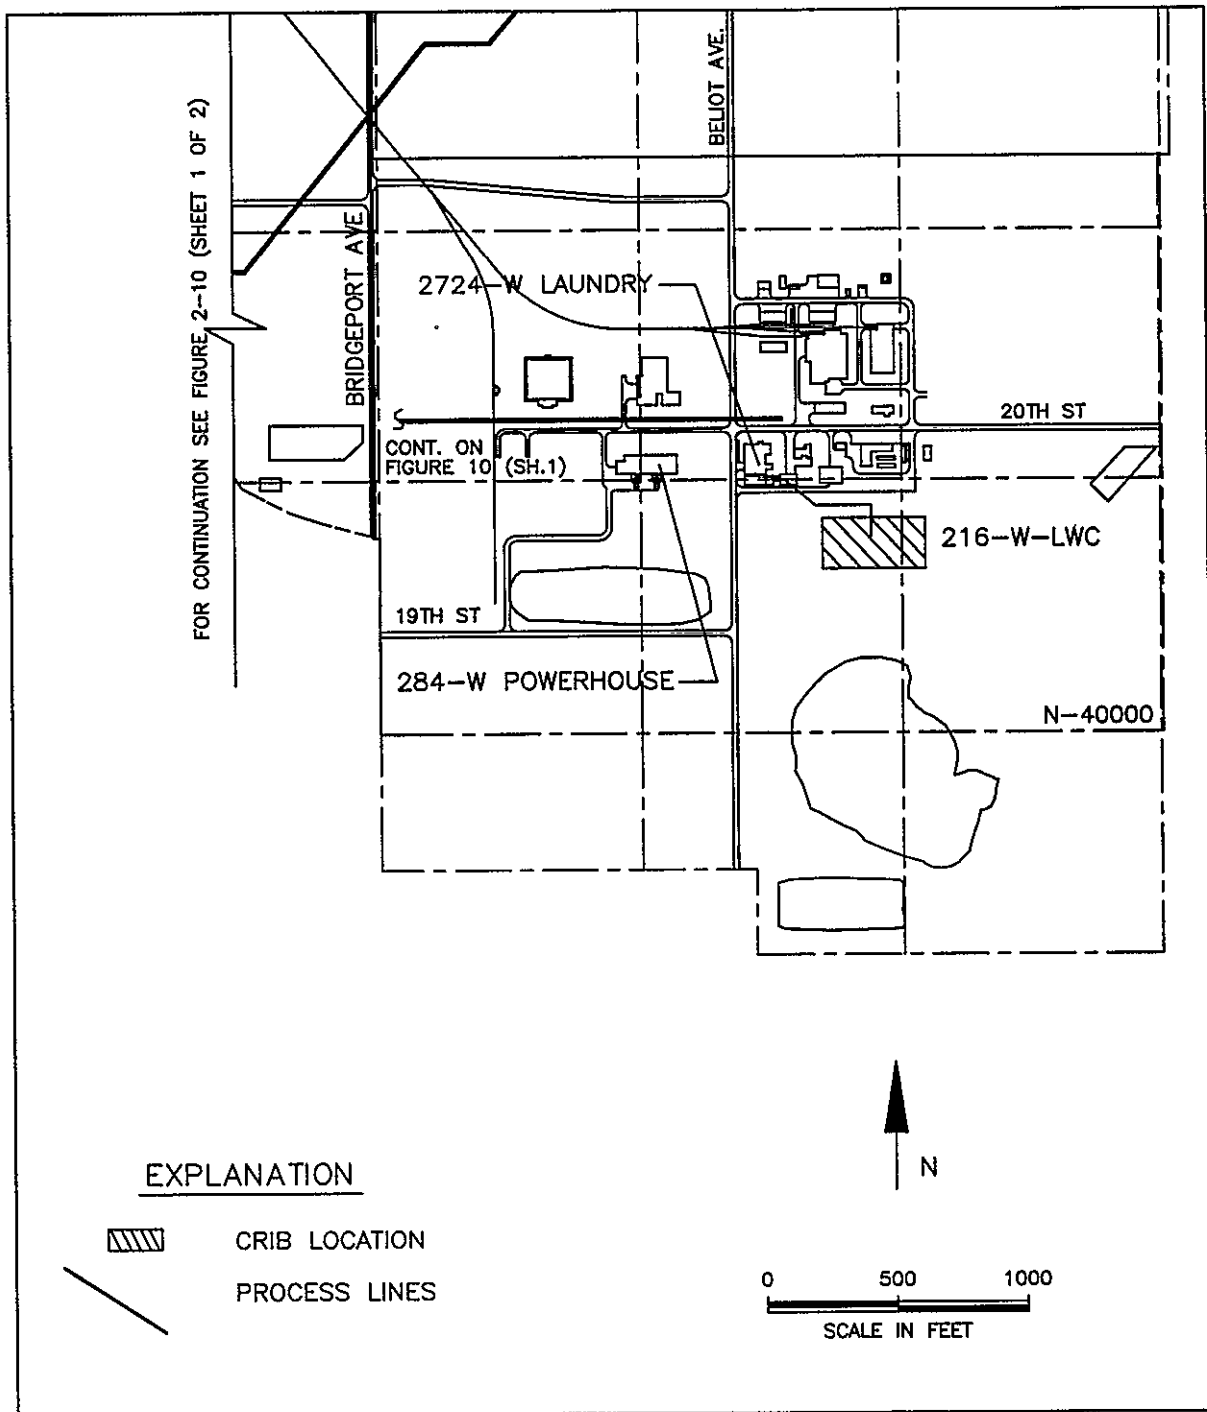 FOR CONTINUATION SEE FIGURE 2-10 (SHEET 1 OF 2)
BRIDGEPORT AVE.
BELIOT AVE.
2724-W LAUNDRY
20TH ST
CONT. ON
FIGURE 10 (SH.1)
216-W-LWC
19TH ST
284-W POWERHOUSE
N-40000
N
EXPLANATION
CRIB LOCATION
PROCESS LINES
0 500 1000
SCALE IN FEET